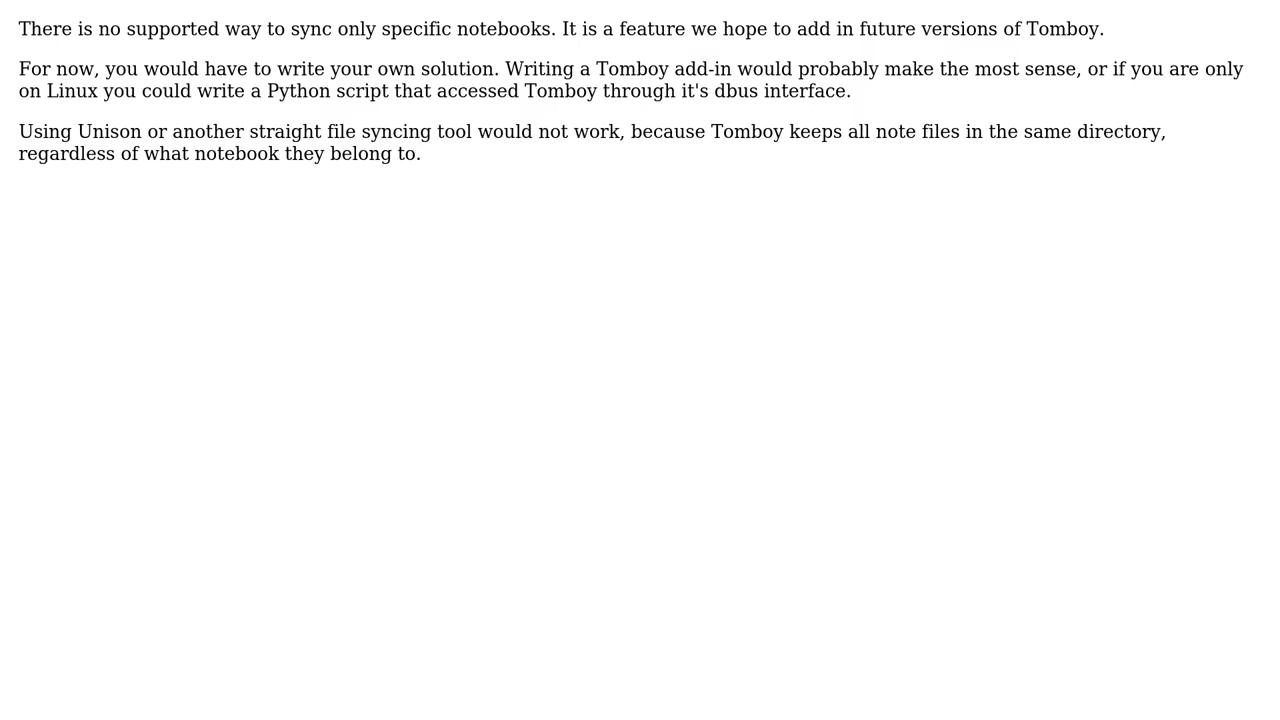 There is no supported way to sync only specific notebooks. It is a feature we hope to add in future versions of Tomboy.
For now, you would have to write your own solution. Writing a Tomboy add-in would probably make the most sense, or if you are only
on Linux you could write a Python script that accessed Tomboy through it's dbus interface.
Using Unison or another straight file syncing tool would not work, because Tomboy keeps all note files in the same directory,
regardless of what notebook they belong to.